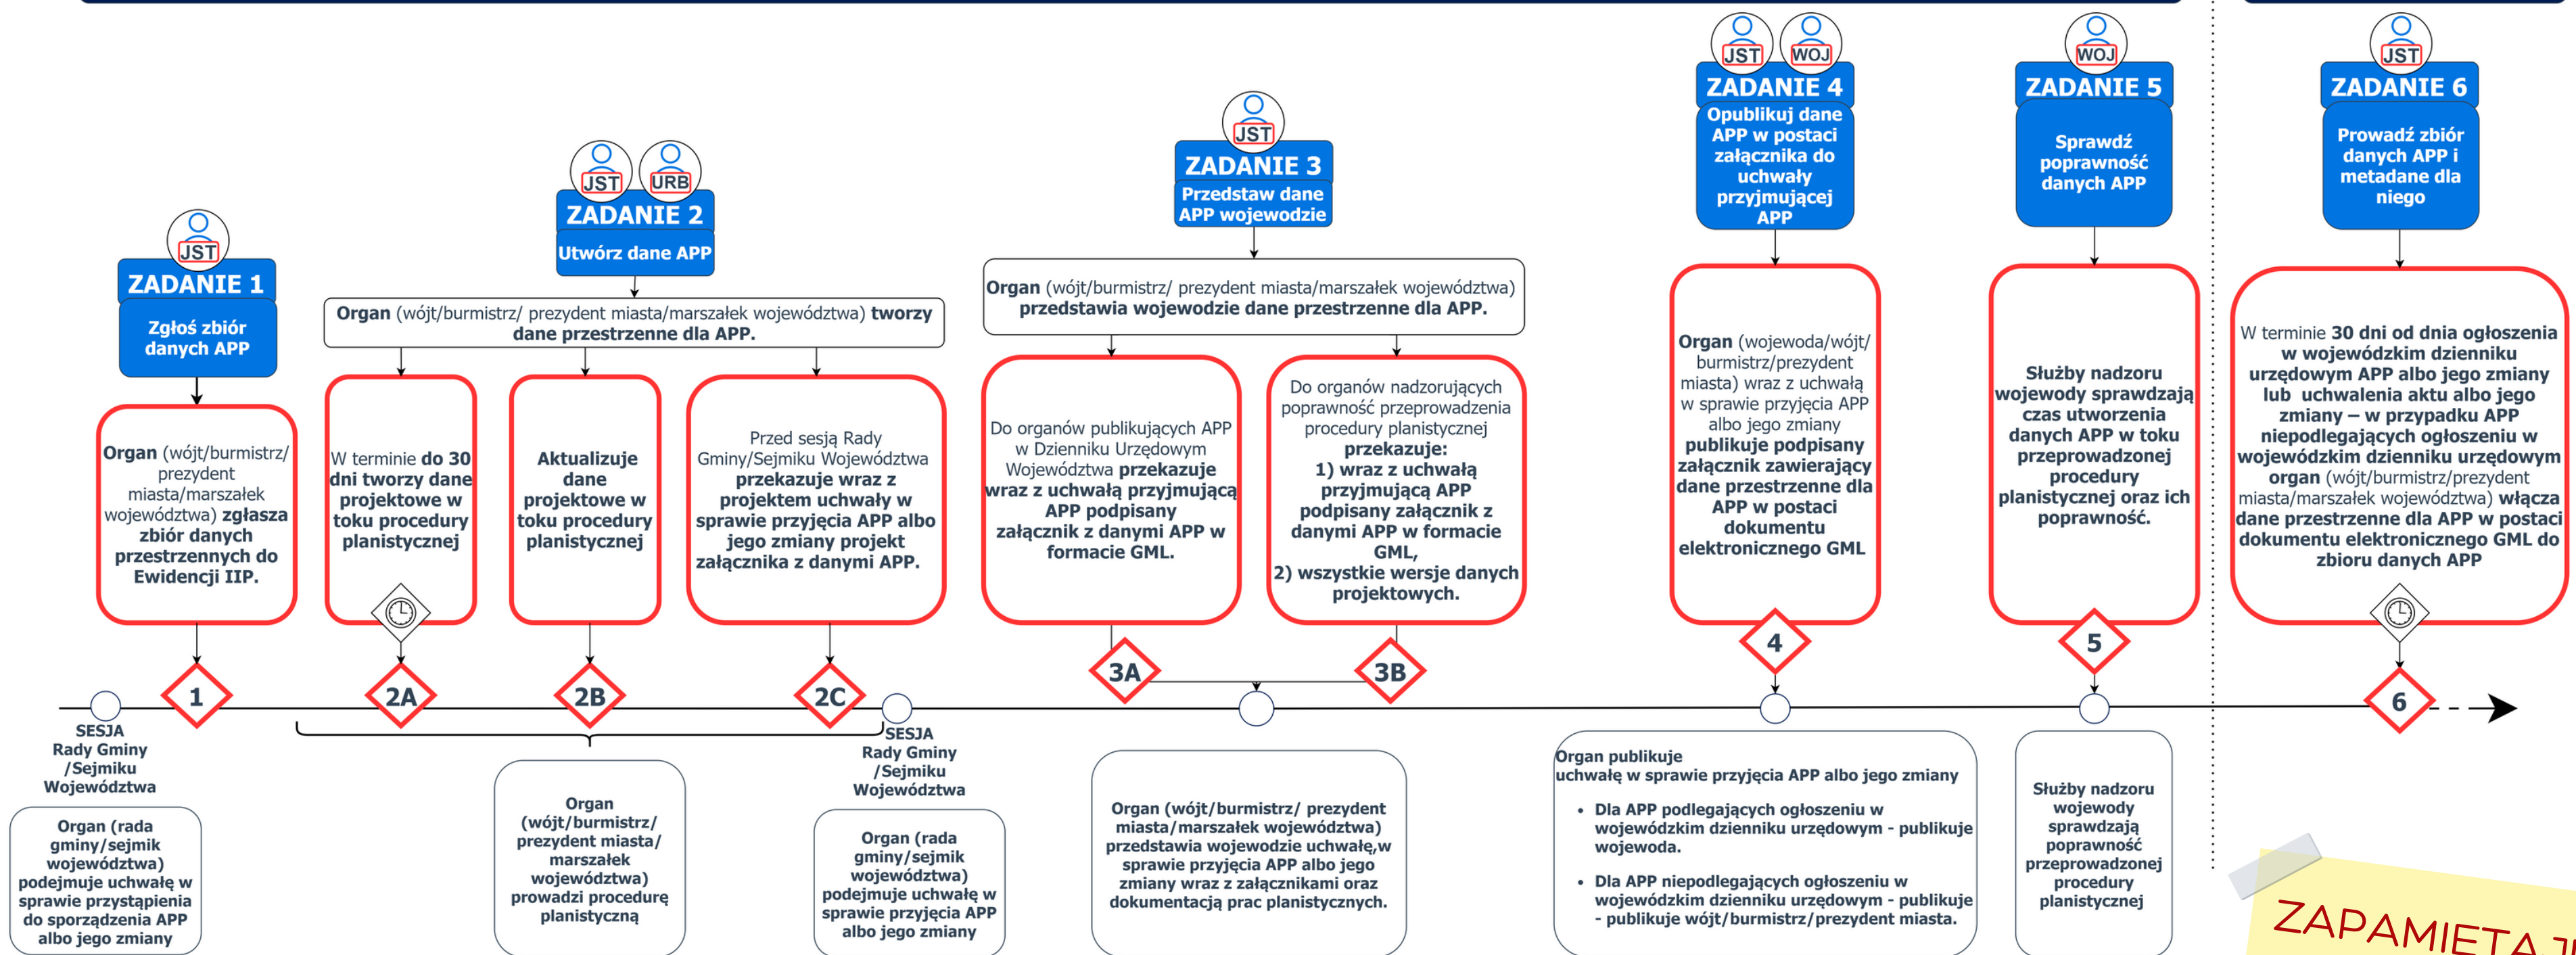 JST
ZADANIE 1
Zgłoś zbiór
danych APP
Organ (wójt/burmistrz/
prezydent
miasta/marszałek
województwa) zgłasza
zbiór danych
przestrzennych do
Ewidencji IIP.
1
JST
URB
ZADANIE 2
Utwórz dane APP
Organ (wójt/burmistrz/ prezydent miasta/marszałek województwa) tworzy
dane przestrzenne dla APP.
W terminie do 30
dni tworzy dane
projektowe w
toku procedury
planistycznej
2A
Aktualizuje
dane
projektowe w
toku procedury
planistycznej
2B
Przed sesją Rady
Gminy/Sejmiku Województwa
przekazuje wraz z
projektem uchwały w
sprawie przyjęcia APP albo
jego zmiany projekt
załącznika z danymi APP.
2C
JST
ZADANIE 3
Przedstaw dane
APP wojewodzie
Organ (wójt/burmistrz/ prezydent miasta/marszałek województwa)
przedstawia wojewodzie dane przestrzenne dla APP.
Do organów publikujących APP
w Dzienniku Urzędowym
Województwa przekazuje
wraz z uchwałą przyjmującą
APP podpisany
załącznik z danymi APP w
formacie GML.
3A
Do organów nadzorujących
poprawność przeprowadzenia
procedury planistycznej
przekazuje:
1) wraz z uchwałą
przyjmującą APP
podpisany załącznik z
danymi APP w formacie
GML,
2) wszystkie wersje danych
projektowych.
3B
JST
WOJ
ZADANIE 4
Opublikuj dane
APP w postaci
załącznika do
uchwały
przyjmującej
APP
Organ (wojewoda/wójt/
burmistrz/prezydent
miasta) wraz z uchwałą
w sprawie przyjęcia APP
albo jego zmiany
publikuje podpisany
załącznik zawierający
dane przestrzenne dla
APP w postaci
dokumentu
elektronicznego GML
4
WOJ
ZADANIE 5
Sprawdź
poprawność
danych APP
Służby nadzoru
wojewody sprawdzają
czas utworzenia
danych APP w toku
przeprowadzonej
procedury
planistycznej oraz ich
poprawność.
5
JST
ZADANIE 6
Prowadź zbiór
danych APP i
metadane dla
niego
W terminie 30 dni od dnia ogłoszenia
w wojewódzkim dzienniku
urzędowym APP albo jego zmiany
lub uchwalenia aktu albo jego
zmiany – w przypadku APP
niepodlegających ogłoszeniu w
wojewódzkim dzienniku urzędowym
organ (wójt/burmistrz/prezydent
miasta/marszałek województwa) włącza
dane przestrzenne dla APP w postaci
dokumentu elektronicznego GML do
zbioru danych APP
6
SESJA
Rady Gminy
/Sejmiku
Województwa
Organ (rada
gminy/sejmik
województwa)
podejmuje uchwałę w
sprawie przystąpienia
do sporządzenia APP
albo jego zmiany
Organ
(wójt/burmistrz/
prezydent miasta/
marszałek
województwa)
prowadzi procedurę
planistyczną
SESJA
Rady Gminy
/Sejmiku
Województwa
Organ (rada
gminy/sejmik
województwa)
podejmuje uchwałę w
sprawie przyjęcia APP
albo jego zmiany
Organ (wójt/burmistrz/ prezydent
miasta/marszałek województwa)
przedstawia wojewodzie uchwałę,w
sprawie przyjęcia APP albo jego
zmiany wraz z załącznikami oraz
dokumentacją prac planistycznych.
Organ publikuje
uchwałę w sprawie przyjęcia APP albo jego zmiany
• Dla APP podlegających ogłoszeniu w
wojewódzkim dzienniku urzędowym - publikuje
wojewoda.
• Dla APP niepodlegających ogłoszeniu w
wojewódzkim dzienniku urzędowym - publikuje
- publikuje wójt/burmistrz/prezydent miasta.
Służby nadzoru
wojewody
sprawdzają
poprawność
przeprowadzonej
procedury
planistycznej